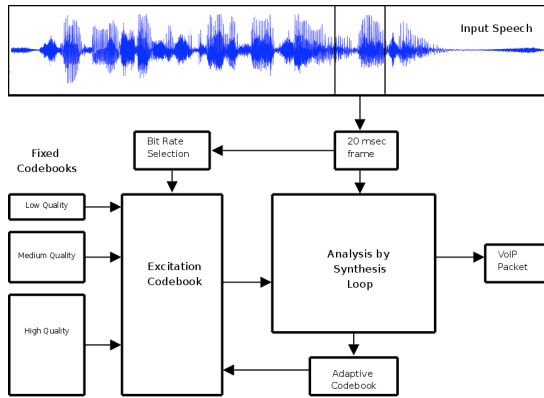 Input Speech
Bit Rate
Selection
20 msec
frame
Fixed
Codebooks
Low Quality
Medium Quality
High Quality
Excitation
Codebook
Analysis by
Synthesis
Loop
VoIP
Packet
Adaptive
Codebook